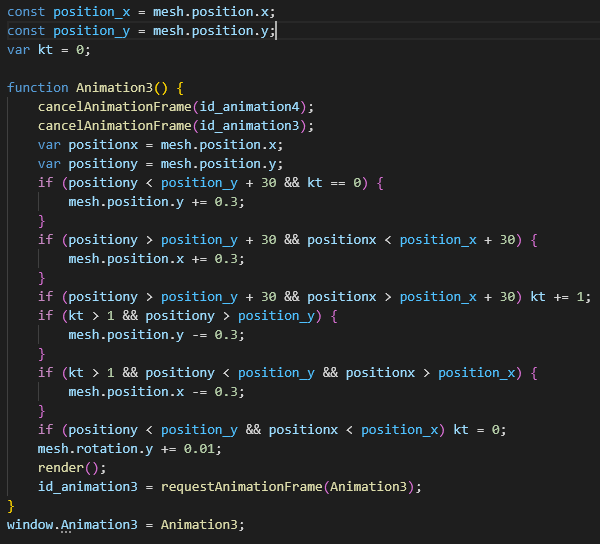 const position_x = mesh.position.x;
const position_y = mesh.position.y;
var kt = 0;

function Animation3() {
    cancelAnimationFrame(id_animation4);
    cancelAnimationFrame(id_animation3);
    var positionx = mesh.position.x;
    var positiony = mesh.position.y;
    if (positiony < position_y + 30 && kt == 0) {
        mesh.position.y += 0.3;
    }
    if (positiony > position_y + 30 && positionx < position_x + 30) {
        mesh.position.x += 0.3;
    }
    if (positiony > position_y + 30 && positionx > position_x + 30) kt += 1;
    if (kt > 1 && positiony > position_y) {
        mesh.position.y -= 0.3;
    }
    if (kt > 1 && positiony < position_y && positionx > position_x) {
        mesh.position.x -= 0.3;
    }
    if (positiony < position_y && positionx < position_x) kt = 0;
    mesh.rotation.y += 0.01;
    render();
    id_animation3 = requestAnimationFrame(Animation3);
}
window.Animation3 = Animation3;